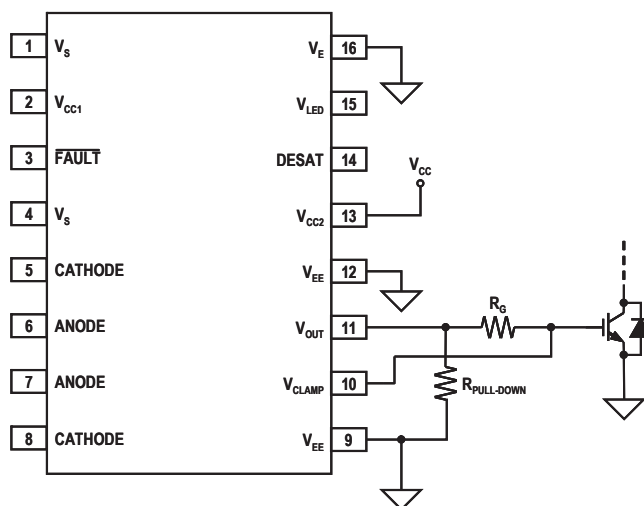 1 VS VE 16
2 VCC1 VLED 15
3 FAULT DESAT 14
VCC
4 VS VCC2 13
5 CATHODE VEE 12
RG
6 ANODE VOUT 11
7 ANODE VCLAMP 10
RPULL-DOWN
8 CATHODE VEE 9